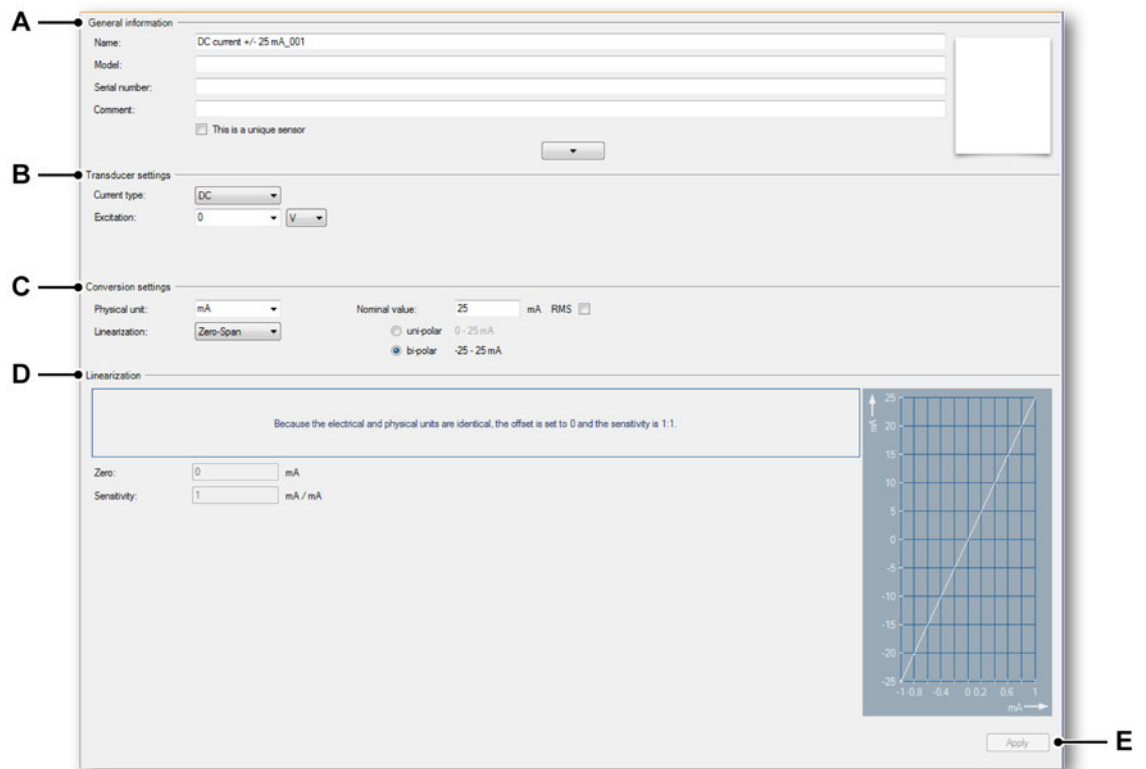 A General information
Name: DC current +/- 25 mA_001
Model:
Serial number:
Comment:
This is a unique sensor
B Transducer settings
Current type: DC
Excitation: 0 V
C Conversion settings
Physical unit: mA Nominal value: 25 mA RMS
Linearization: Zero-Span uni-polar 0 - 25 mA
bi-polar -25 - 25 mA
D Linearization
Because the electrical and physical units are identical, the offset is set to 0 and the sensitivity is 1:1.
Zero: 0 mA
Sensitivity: 1 mA / mA
mA
25
20
15
10
5
0
-5
-10
-15
-20
-25
-1 -0.8 -0.4 0 0.2 0.6 1
mA
Apply E